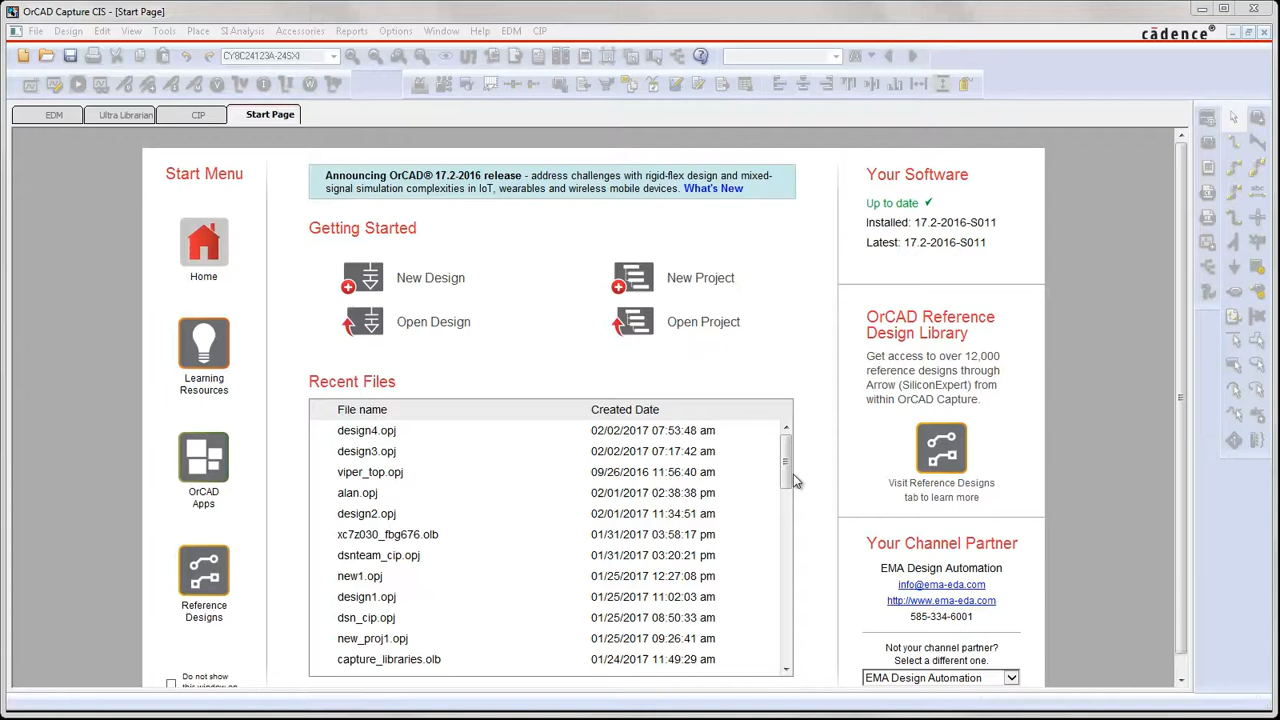 OrCAD Capture CIS - [Start Page]
File Design Edit View Tools Place SI Analysis Accessories Reports Options Window Help EDM CIP
cādence®
CY8C24123A-24SXI
EDM
Ultra Librarian
CIP
Start Page
Start Menu
Home
Learning
Resources
OrCAD
Apps
Reference
Designs
Do not show
this window on
Announcing OrCAD® 17.2-2016 release - address challenges with rigid-flex design and mixed-
signal simulation complexities in IoT, wearables and wireless mobile devices. What's New
Getting Started
New Design
New Project
Open Design
Open Project
Recent Files
File name Created Date
design4.opj 02/02/2017 07:53:48 am
design3.opj 02/02/2017 07:17:42 am
viper_top.opj 09/26/2016 11:56:40 am
alan.opj 02/01/2017 02:38:38 pm
design2.opj 02/01/2017 11:34:51 am
xc7z030_fbg676.olb 01/31/2017 03:58:17 pm
dsnteam_cip.opj 01/31/2017 03:20:21 pm
new1.opj 01/25/2017 12:27:08 pm
design1.opj 01/25/2017 11:02:03 am
dsn_cip.opj 01/25/2017 08:50:33 am
new_proj1.opj 01/25/2017 09:26:41 am
capture_libraries.olb 01/24/2017 11:49:29 am
Your Software
Up to date
Installed: 17.2-2016-S011
Latest: 17.2-2016-S011
OrCAD Reference
Design Library
Get access to over 12,000
reference designs through
Arrow (SiliconExpert) from
within OrCAD Capture.
Visit Reference Designs
tab to learn more
Your Channel Partner
EMA Design Automation
info@ema-eda.com
http://www.ema-eda.com
585-334-6001
Not your channel partner?
Select a different one.
EMA Design Automation